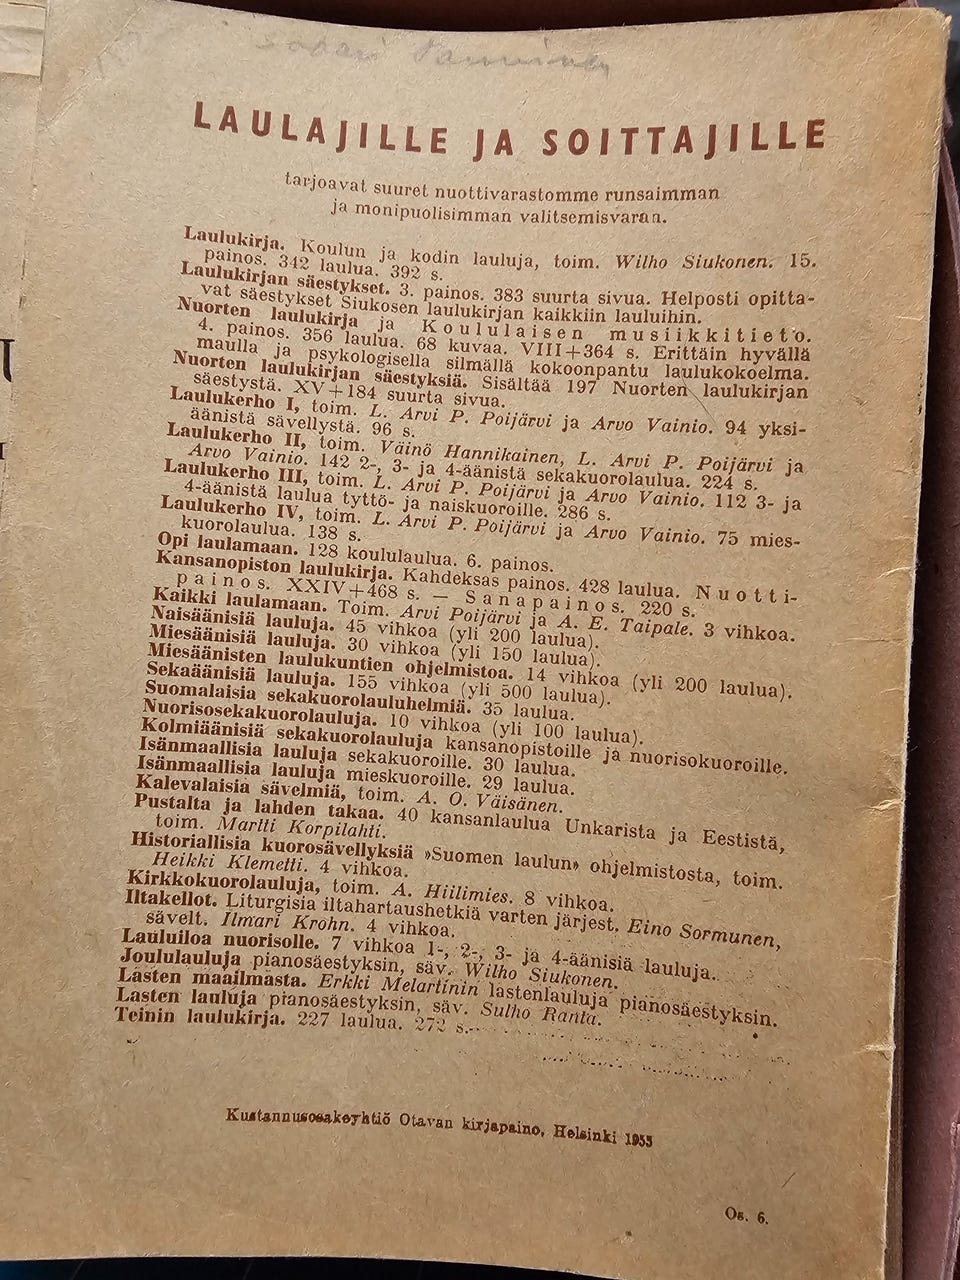 Tanninen
LAULAJILLE JA SOITTAJILLE
tarjoavat suuret nuottivarastomme runsaimman
ja monipuolisimman valitsemisvaran.
Laulukirja. Koulun ja kodin lauluja, toim. Wilho Siukonen. 15.
painos. 342 laulua. 392 s.
Laulukirjan säestykset. 3. painos. 383 suurta sivua. Helposti opitta-
vat säestykset Siukosen laulukirjan kaikkiin lauluihin.
Nuorten laulukirja ja Koululaisen musiikkitieto.
4. painos. 356 laulua. 68 kuvaa. VIII+364 s. Erittäin hyvällä
maulla ja psykologisella silmällä kokoonpantu laulukokoelma.
Nuorten laulukirjan säestyksiä. Sisältää 197 Nuorten laulukirjan
säestystä. XV+184 suurta sivua.
Laulukerho I, toim. L. Arvi P. Poijärvi ja Arvo Vainio. 94 yksi-
äänistä sävellystä. 96 s.
Laulukerho II, toim. Väinö Hannikainen, L. Arvi P. Poijärvi ja
Arvo Vainio. 142 2-, 3- ja 4-äänistä sekakuorolaulua. 224 s.
Laulukerho III, toim. L. Arvi P. Poijärvi ja Arvo Vainio. 112 3- ja
4-äänistä laulua tyttö- ja naiskuoroille. 286 s.
Laulukerho IV, toim. L. Arvi P. Poijärvi ja Arvo Vainio. 75 mies-
kuorolaulua. 138 s.
Opi laulamaan. 128 koululaulua. 6. painos.
Kansanopiston laulukirja. Kahdeksas painos. 428 laulua. Nuotti-
painos. XXIV+468 s. — Sanapainos. 220 s.
Kaikki laulamaan. Toim. Arvi Poijärvi ja A. E. Taipale. 3 vihkoa.
Naisäänisiä lauluja. 45 vihkoa (yli 200 laulua).
Miesäänisiä lauluja. 30 vihkoa (yli 150 laulua).
Miesäänisten laulukuntien ohjelmistoa. 14 vihkoa (yli 200 laulua).
Sekaäänisiä lauluja. 155 vihkoa (yli 500 laulua).
Suomalaisia sekakuorolauluhelmiä. 35 laulua.
Nuorisosekakuorolauluja. 10 vihkoa (yli 100 laulua).
Kolmiäänisiä sekakuorolauluja kansanopistoille ja nuorisokuoroille.
Isänmaallisia lauluja sekakuoroille. 30 laulua.
Isänmaallisia lauluja mieskuoroille. 29 laulua.
Kalevalaisia sävelmiä, toim. A. O. Väisänen.
Pustalta ja lahden takaa. 40 kansanlaulua Unkarista ja Eestistä,
toim. Martti Korpilahti.
Historiallisia kuorosävellyksiä »Suomen laulun» ohjelmistosta, toim.
Heikki Klemetti. 4 vihkoa.
Kirkkokuorolauluja, toim. A. Hiilimies. 8 vihkoa.
Iltakellot. Liturgisia iltahartaushetkiä varten järjest. Eino Sormunen,
sävelt. Ilmari Krohn. 4 vihkoa.
Lauluiloa nuorisolle. 7 vihkoa 1-, 2-, 3- ja 4-äänisiä lauluja.
Joululauluja pianosäestyksin, säv. Wilho Siukonen.
Lasten maailmasta. Erkki Melartinin lastenlauluja pianosäestyksin.
Lasten lauluja pianosäestyksin, säv. Sulho Ranta.
Teinin laulukirja. 227 laulua. 272 s.
Kustannusosakeyhtiö Otavan kirjapaino, Helsinki 1955
Os. 6.